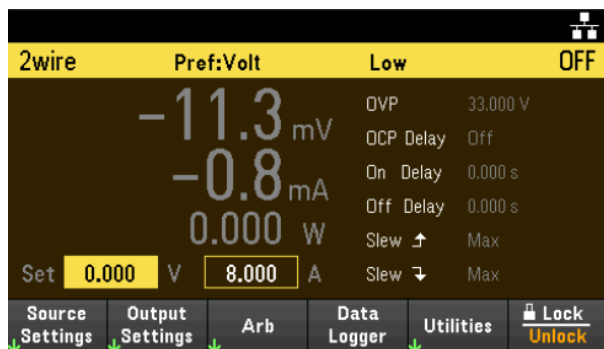 2wire Pref:Volt Low OFF
-11.3 mV
-0.8 mA
0.000 W
OVP 33.000 V
OCP Delay Off
On Delay 0.000 s
Off Delay 0.000 s
Slew Max
Slew Max
Set 0.000 V 8.000 A
Source Settings
Output Settings
Arb
Data Logger
Utilities
Lock
Unlock